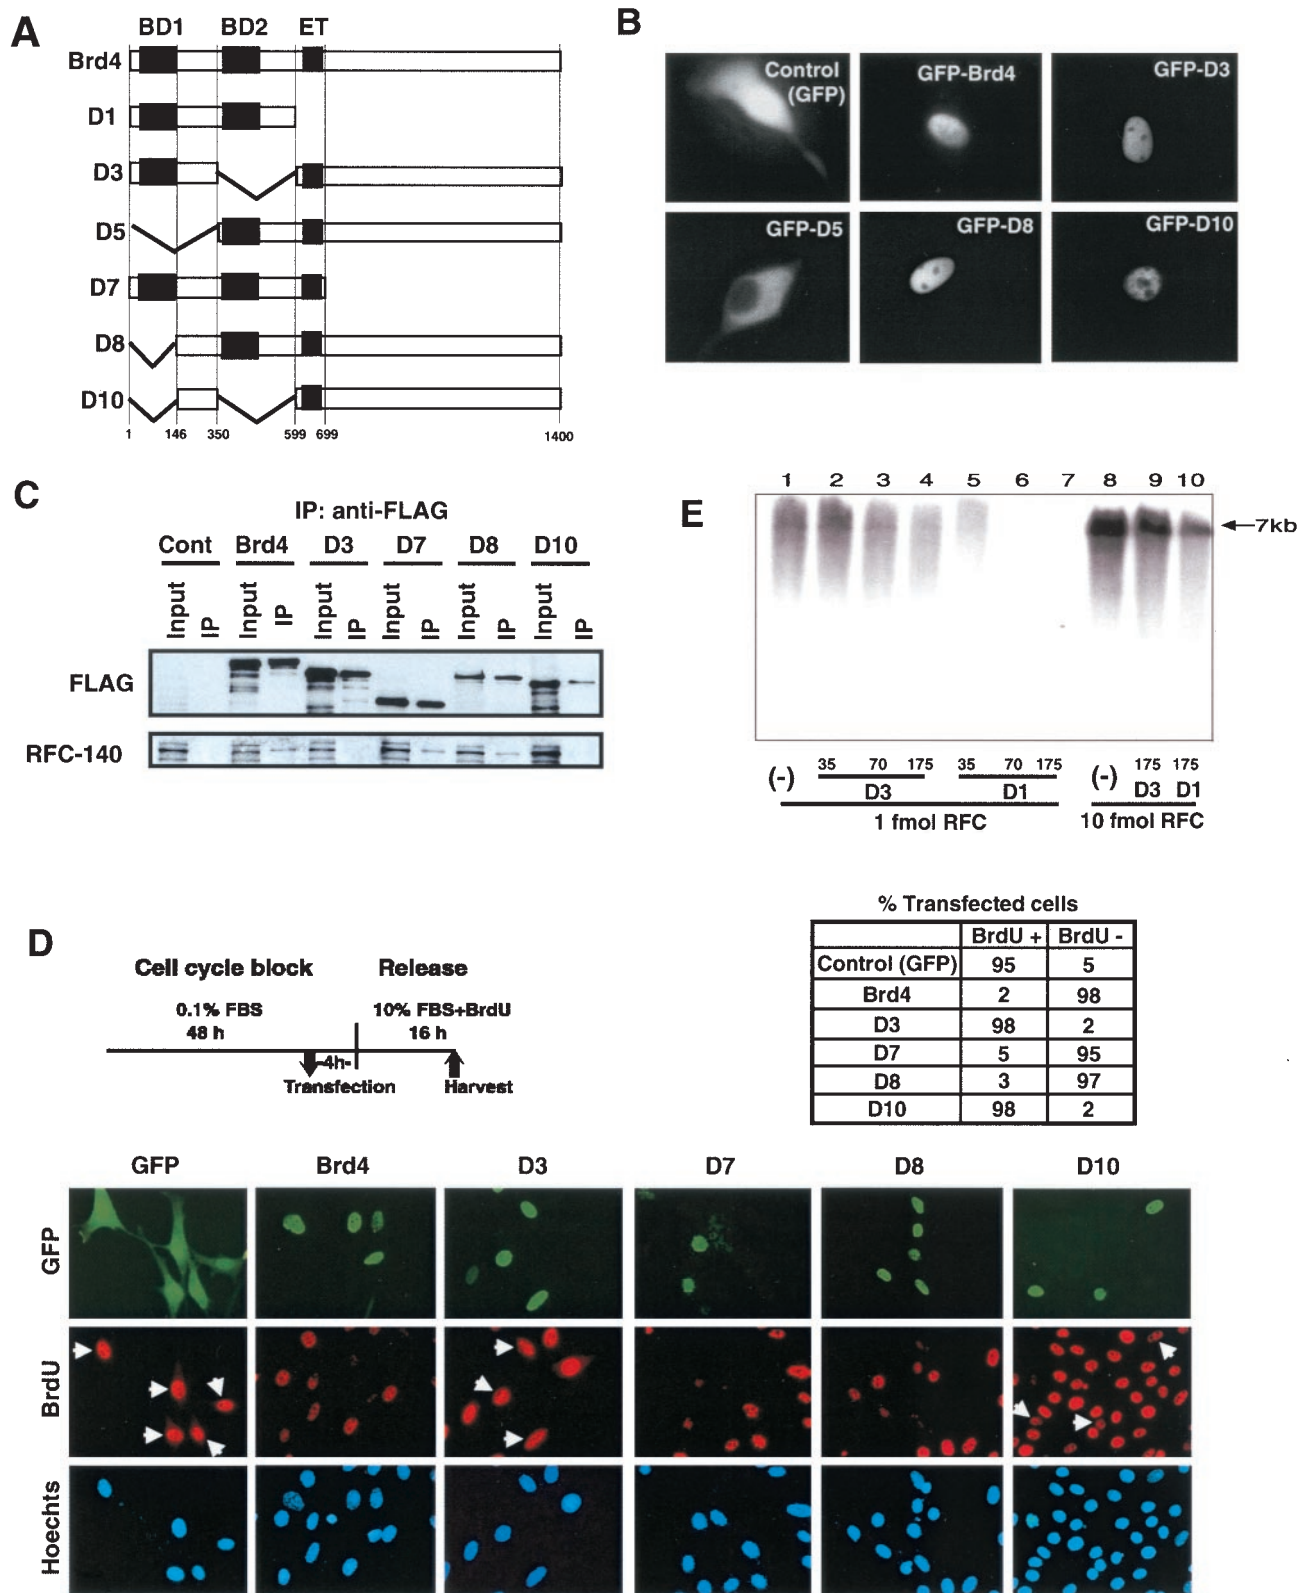 A
BD1 BD2 ET
Brd4
D1
D3
D5
D7
D8
D10
1 146 350 599 699 1400
B
Control (GFP)
GFP-Brd4
GFP-D3
GFP-D5
GFP-D8
GFP-D10
C
IP: anti-FLAG
Cont Brd4 D3 D7 D8 D10
Input IP Input IP Input IP Input IP Input IP Input IP
FLAG
RFC-140
E
1 2 3 4 5 6 7 8 9 10
7kb
(-) 35 70 175 35 70 175 (-) 175 175
D3 D1 D3 D1
1 fmol RFC 10 fmol RFC
D
Cell cycle block Release
0.1% FBS 10% FBS+BrdU
48 h 16 h
-4h-
Transfection Harvest
% Transfected cells
BrdU + BrdU -
Control (GFP) 95 5
Brd4 2 98
D3 98 2
D7 5 95
D8 3 97
D10 98 2
GFP Brd4 D3 D7 D8 D10
GFP
BrdU
Hoechts